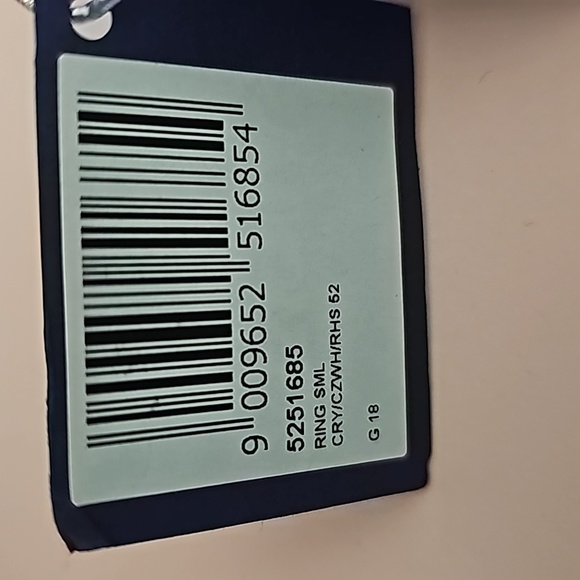 9 009652 516854
5251685
RING SML
CRY/CZWH/RHS 52
G 18